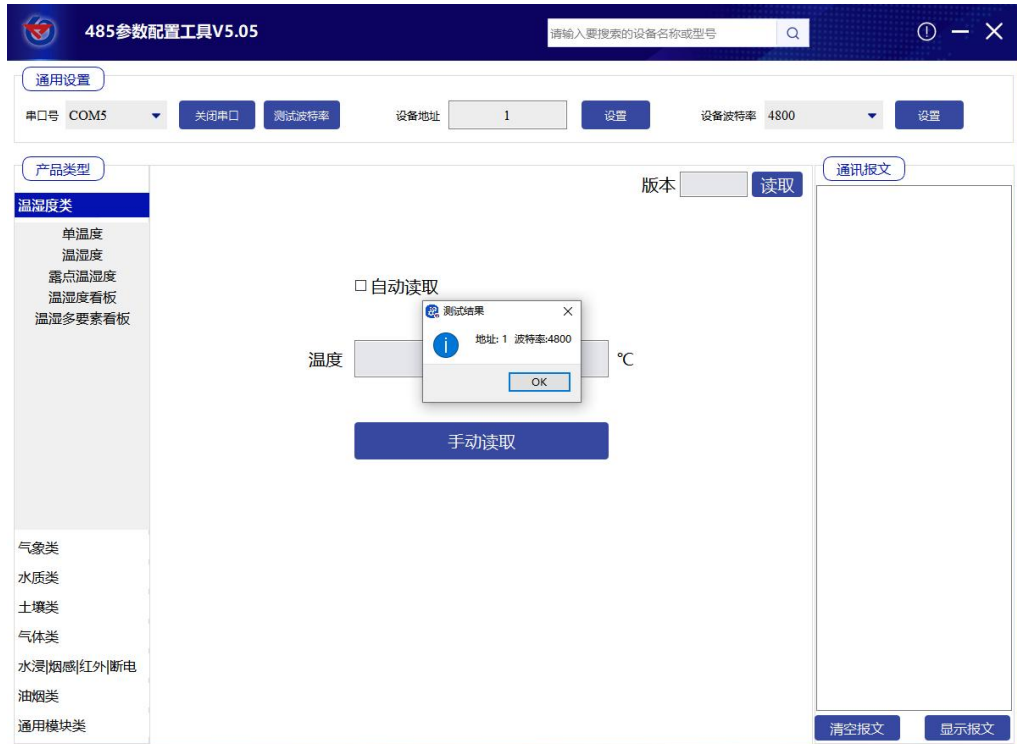 485参数配置工具V5.05
请输入要搜索的设备名称或型号
通用设置
串口号 COM5 关闭串口 测试波特率 设备地址 1 设置 设备波特率 4800 设置
产品类型
温湿度类
单温度
温湿度
露点温湿度
温湿度看板
温湿多要素看板
气象类
水质类
土壤类
气体类
水浸|烟感|红外|断电
油烟类
通用模块类
版本 读取
自动读取
测试结果
地址: 1 波特率:4800
OK
温度 ℃
手动读取
通讯报文
清空报文 显示报文